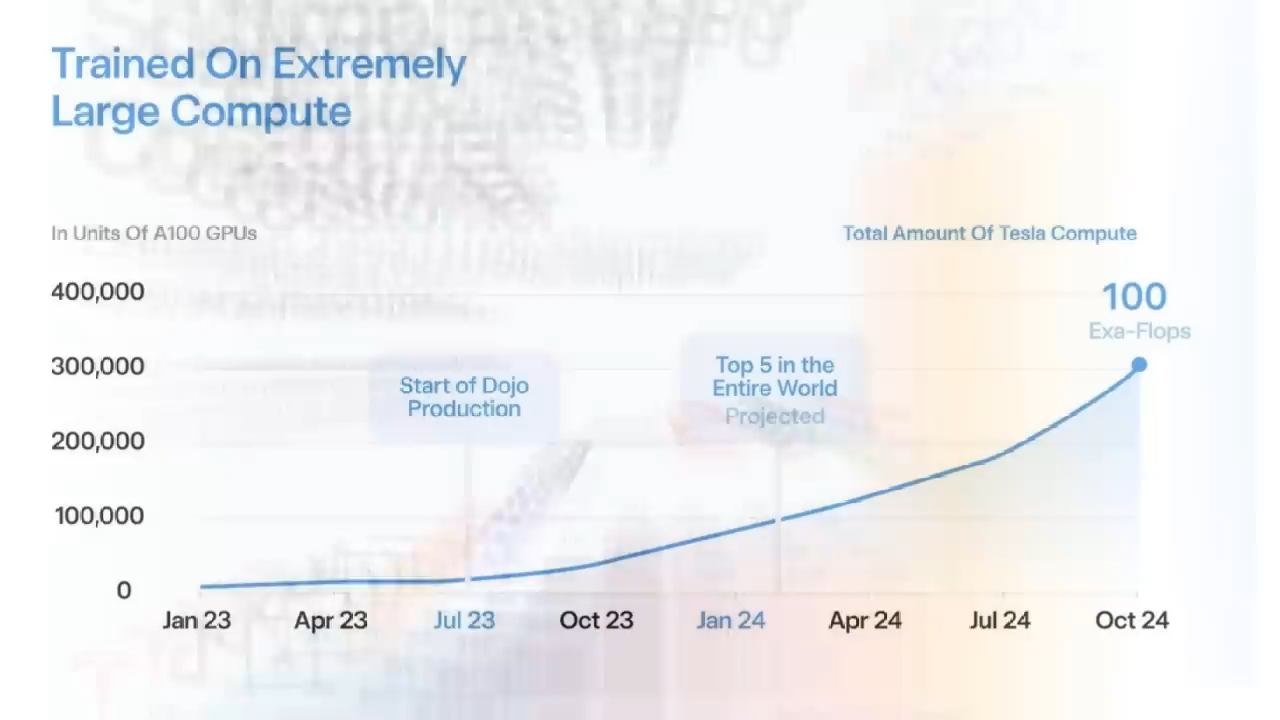 Trained On Extremely
Large Compute
In Units Of A100 GPUs
Total Amount Of Tesla Compute
400,000
100
Exa-Flops
300,000
Start of Dojo
Production
Top 5 in the
Entire World
Projected
200,000
100,000
0
Jan 23
Apr 23
Jul 23
Oct 23
Jan 24
Apr 24
Jul 24
Oct 24